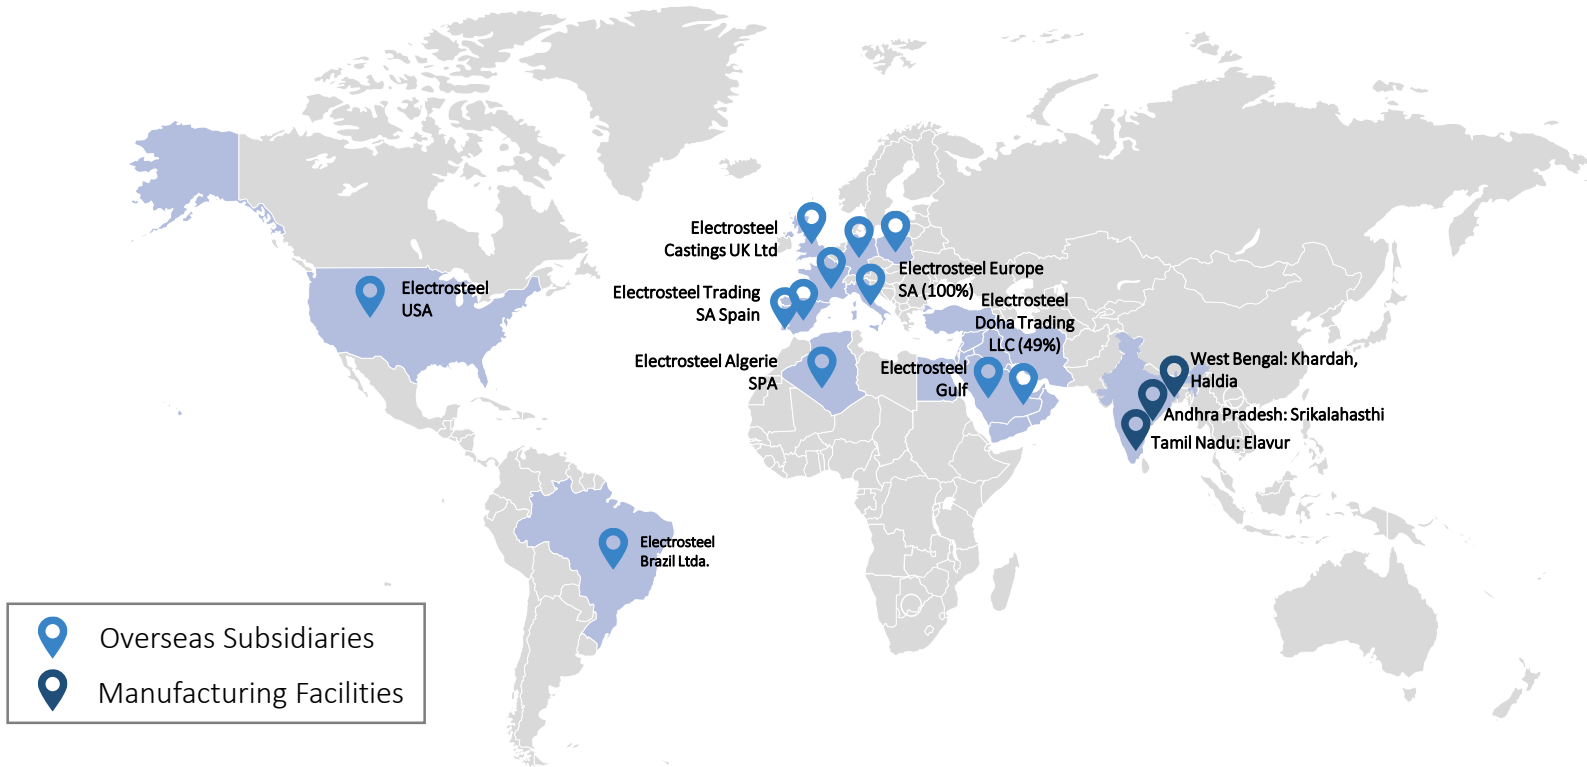 Electrosteel
Castings UK Ltd
Electrosteel Europe
SA (100%)
Electrosteel
USA
Electrosteel Trading
SA Spain
Electrosteel
Doha Trading
LLC (49%)
Electrosteel Algerie
SPA
Electrosteel
Gulf
West Bengal: Khardah,
Haldia
Andhra Pradesh: Srikalahasthi
Tamil Nadu: Elavur
Electrosteel
Brazil Ltda.
Overseas Subsidiaries
Manufacturing Facilities